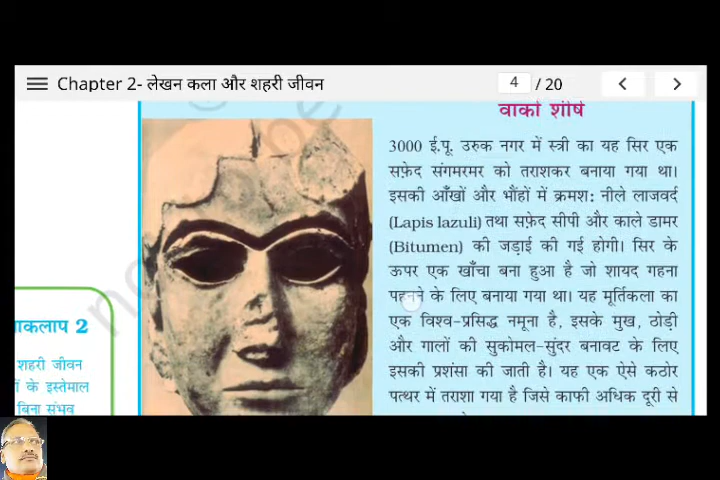 Chapter 2- लेखन कला और शहरी जीवन
4 / 20
वार्का शीर्ष
3000 ई.पू. उरुक नगर में स्त्री का यह सिर एक
सफ़ेद संगमरमर को तराशकर बनाया गया था।
इसकी आँखों और भौंहों में क्रमश: नीले लाजवर्द
(Lapis lazuli) तथा सफ़ेद सीपी और काले डामर
(Bitumen) की जड़ाई की गई होगी। सिर के
ऊपर एक खाँचा बना हुआ है जो शायद गहना
पहनने के लिए बनाया गया था। यह मूर्तिकला का
एक विश्व-प्रसिद्ध नमूना है, इसके मुख, ठोड़ी
और गालों की सुकोमल-सुंदर बनावट के लिए
इसकी प्रशंसा की जाती है। यह एक ऐसे कठोर
पत्थर में तराशा गया है जिसे काफी अधिक दूरी से
ाकलाप 2
शहरी जीवन
ं के इस्तेमाल
बिना संभव